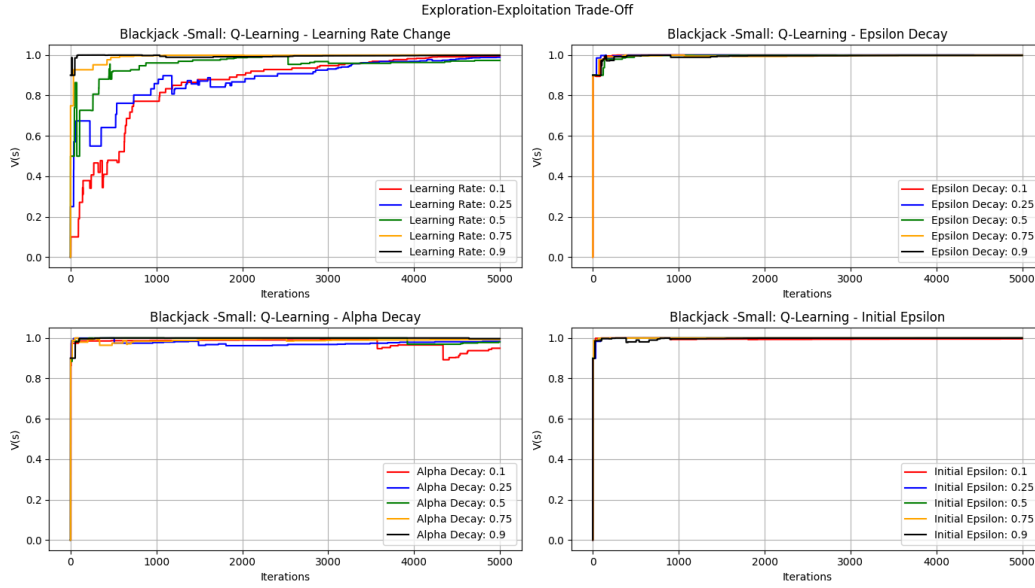 Exploration-Exploitation Trade-Off
Blackjack -Small: Q-Learning - Learning Rate Change
V(s)
1.0
0.8
0.6
0.4
0.2
0.0
Learning Rate: 0.1
Learning Rate: 0.25
Learning Rate: 0.5
Learning Rate: 0.75
Learning Rate: 0.9
0 1000 2000 3000 4000 5000
Iterations
Blackjack -Small: Q-Learning - Epsilon Decay
V(s)
1.0
0.8
0.6
0.4
0.2
0.0
Epsilon Decay: 0.1
Epsilon Decay: 0.25
Epsilon Decay: 0.5
Epsilon Decay: 0.75
Epsilon Decay: 0.9
0 1000 2000 3000 4000 5000
Iterations
Blackjack -Small: Q-Learning - Alpha Decay
V(s)
1.0
0.8
0.6
0.4
0.2
0.0
Alpha Decay: 0.1
Alpha Decay: 0.25
Alpha Decay: 0.5
Alpha Decay: 0.75
Alpha Decay: 0.9
0 1000 2000 3000 4000 5000
Iterations
Blackjack -Small: Q-Learning - Initial Epsilon
V(s)
1.0
0.8
0.6
0.4
0.2
0.0
Initial Epsilon: 0.1
Initial Epsilon: 0.25
Initial Epsilon: 0.5
Initial Epsilon: 0.75
Initial Epsilon: 0.9
0 1000 2000 3000 4000 5000
Iterations